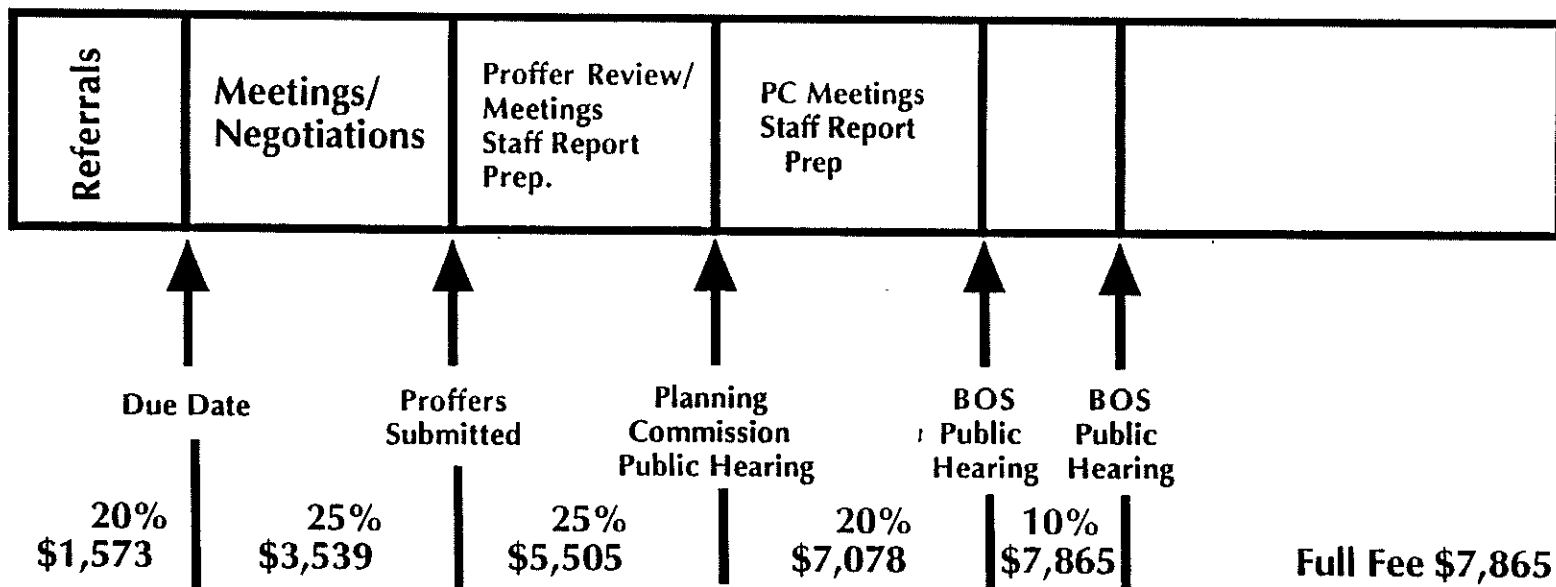 Referrals
Meetings/
Negotiations
Proffer Review/
Meetings
Staff Report
Prep.
PC Meetings
Staff Report
Prep
Due Date
Proffers
Submitted
Planning
Commission
Public Hearing
BOS
Public
Hearing
BOS
Public
Hearing
20%
$1,573
25%
$3,539
25%
$5,505
20%
$7,078
10%
$7,865
Full Fee $7,865